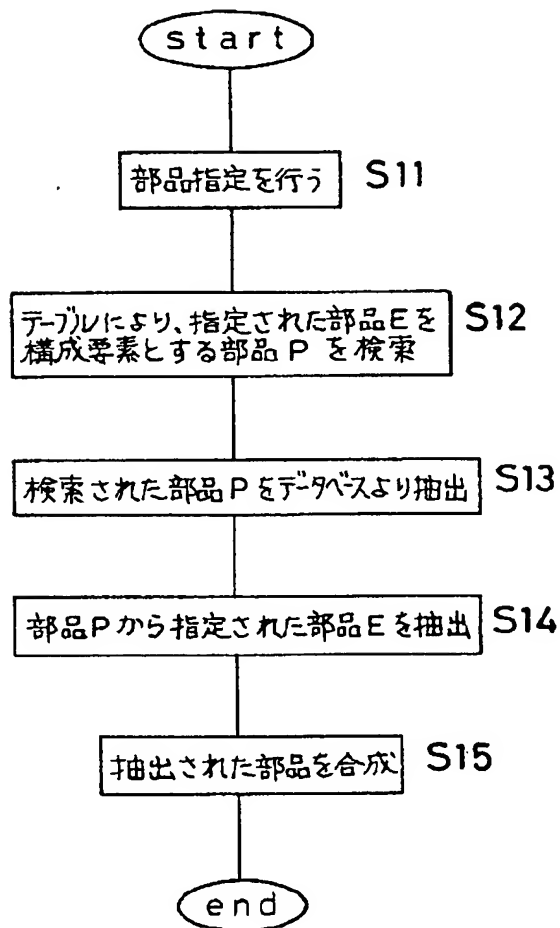 start
部品指定を行う S11
テーブルにより、指定された部品Eを S12
構成要素とする部品Pを検索
検索された部品Pをデータベースより抽出 S13
部品Pから指定された部品Eを抽出 S14
抽出された部品を合成 S15
end